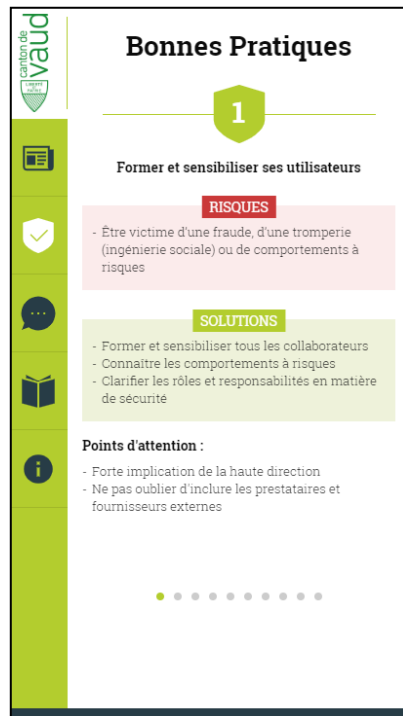 canton de
vaud
LIBERTÉ
ET
PATRIE
Bonnes Pratiques
1
Former et sensibiliser ses utilisateurs
RISQUES
- Être victime d'une fraude, d'une tromperie
(ingénierie sociale) ou de comportements à
risques
SOLUTIONS
- Former et sensibiliser tous les collaborateurs
- Connaître les comportements à risques
- Clarifier les rôles et responsabilités en matière
de sécurité
Points d'attention :
- Forte implication de la haute direction
- Ne pas oublier d'inclure les prestataires et
fournisseurs externes